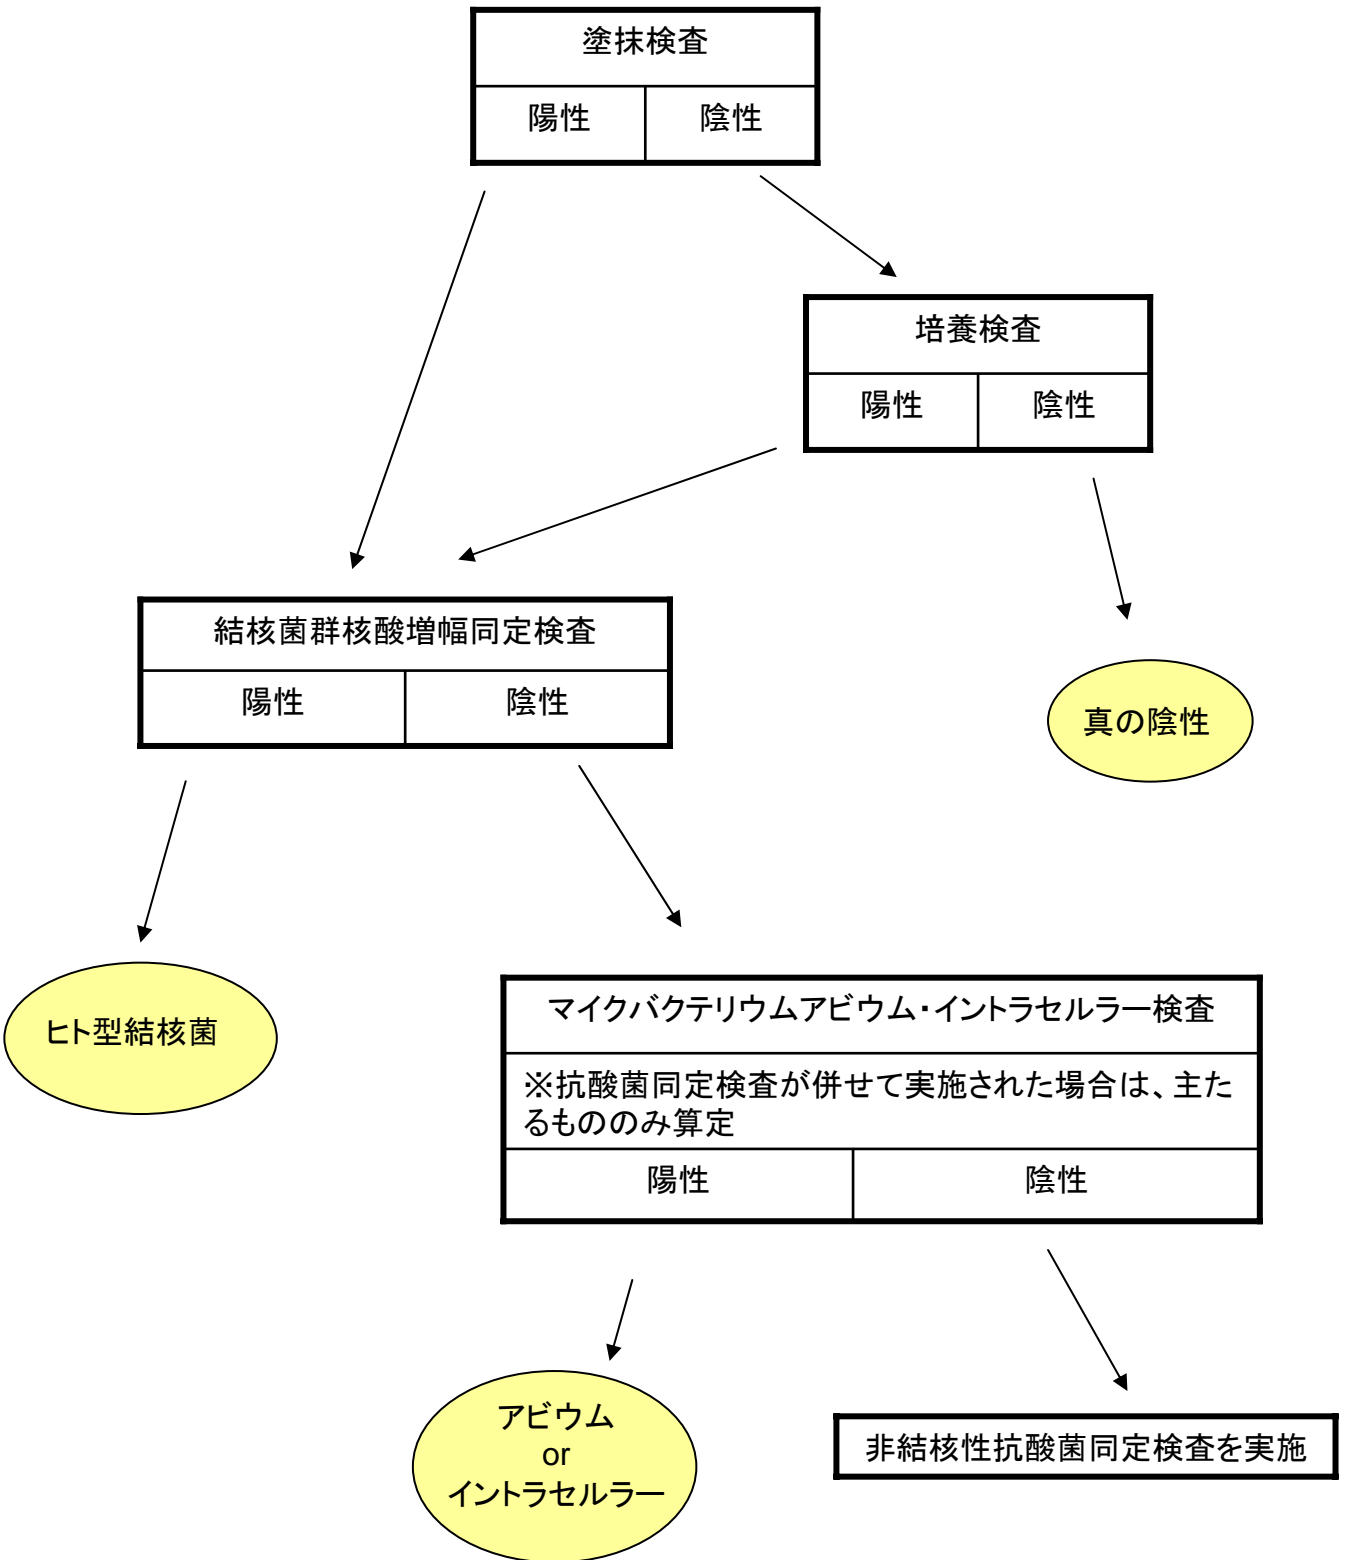 塗抹検査
陽性
陰性
培養検査
陽性
陰性
結核菌群核酸増幅同定検査
陽性
陰性
真の陰性
ヒト型結核菌
マイクバクテリウムアビウム・イントラセルラー検査
※抗酸菌同定検査が併せて実施された場合は、主た
るもののみ算定
陽性
陰性
アビウム
or
イントラセルラー
非結核性抗酸菌同定検査を実施